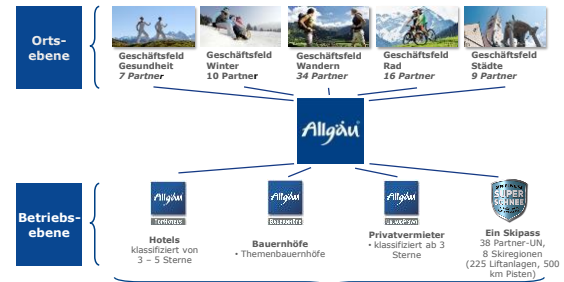 Orts-
ebene
Geschäftsfeld
Gesundheit
7 Partner
Geschäftsfeld
Winter
10 Partner
Geschäftsfeld
Wandern
34 Partner
Geschäftsfeld
Rad
16 Partner
Geschäftsfeld
Städte
9 Partner
Allgäu®
Betriebs-
ebene
Allgäu
TopHotels
Hotels
klassifiziert von
3 – 5 Sterne
Allgäu
Bauernhöfe
Bauernhöfe
• Themenbauernhöfe
Allgäu
Privatvermieter
• klassifiziert ab 3
Sterne
SUPER
SCHNEE
Ein Skipass
38 Partner-UN,
8 Skiregionen
(225 Liftanlagen, 500
km Pisten)